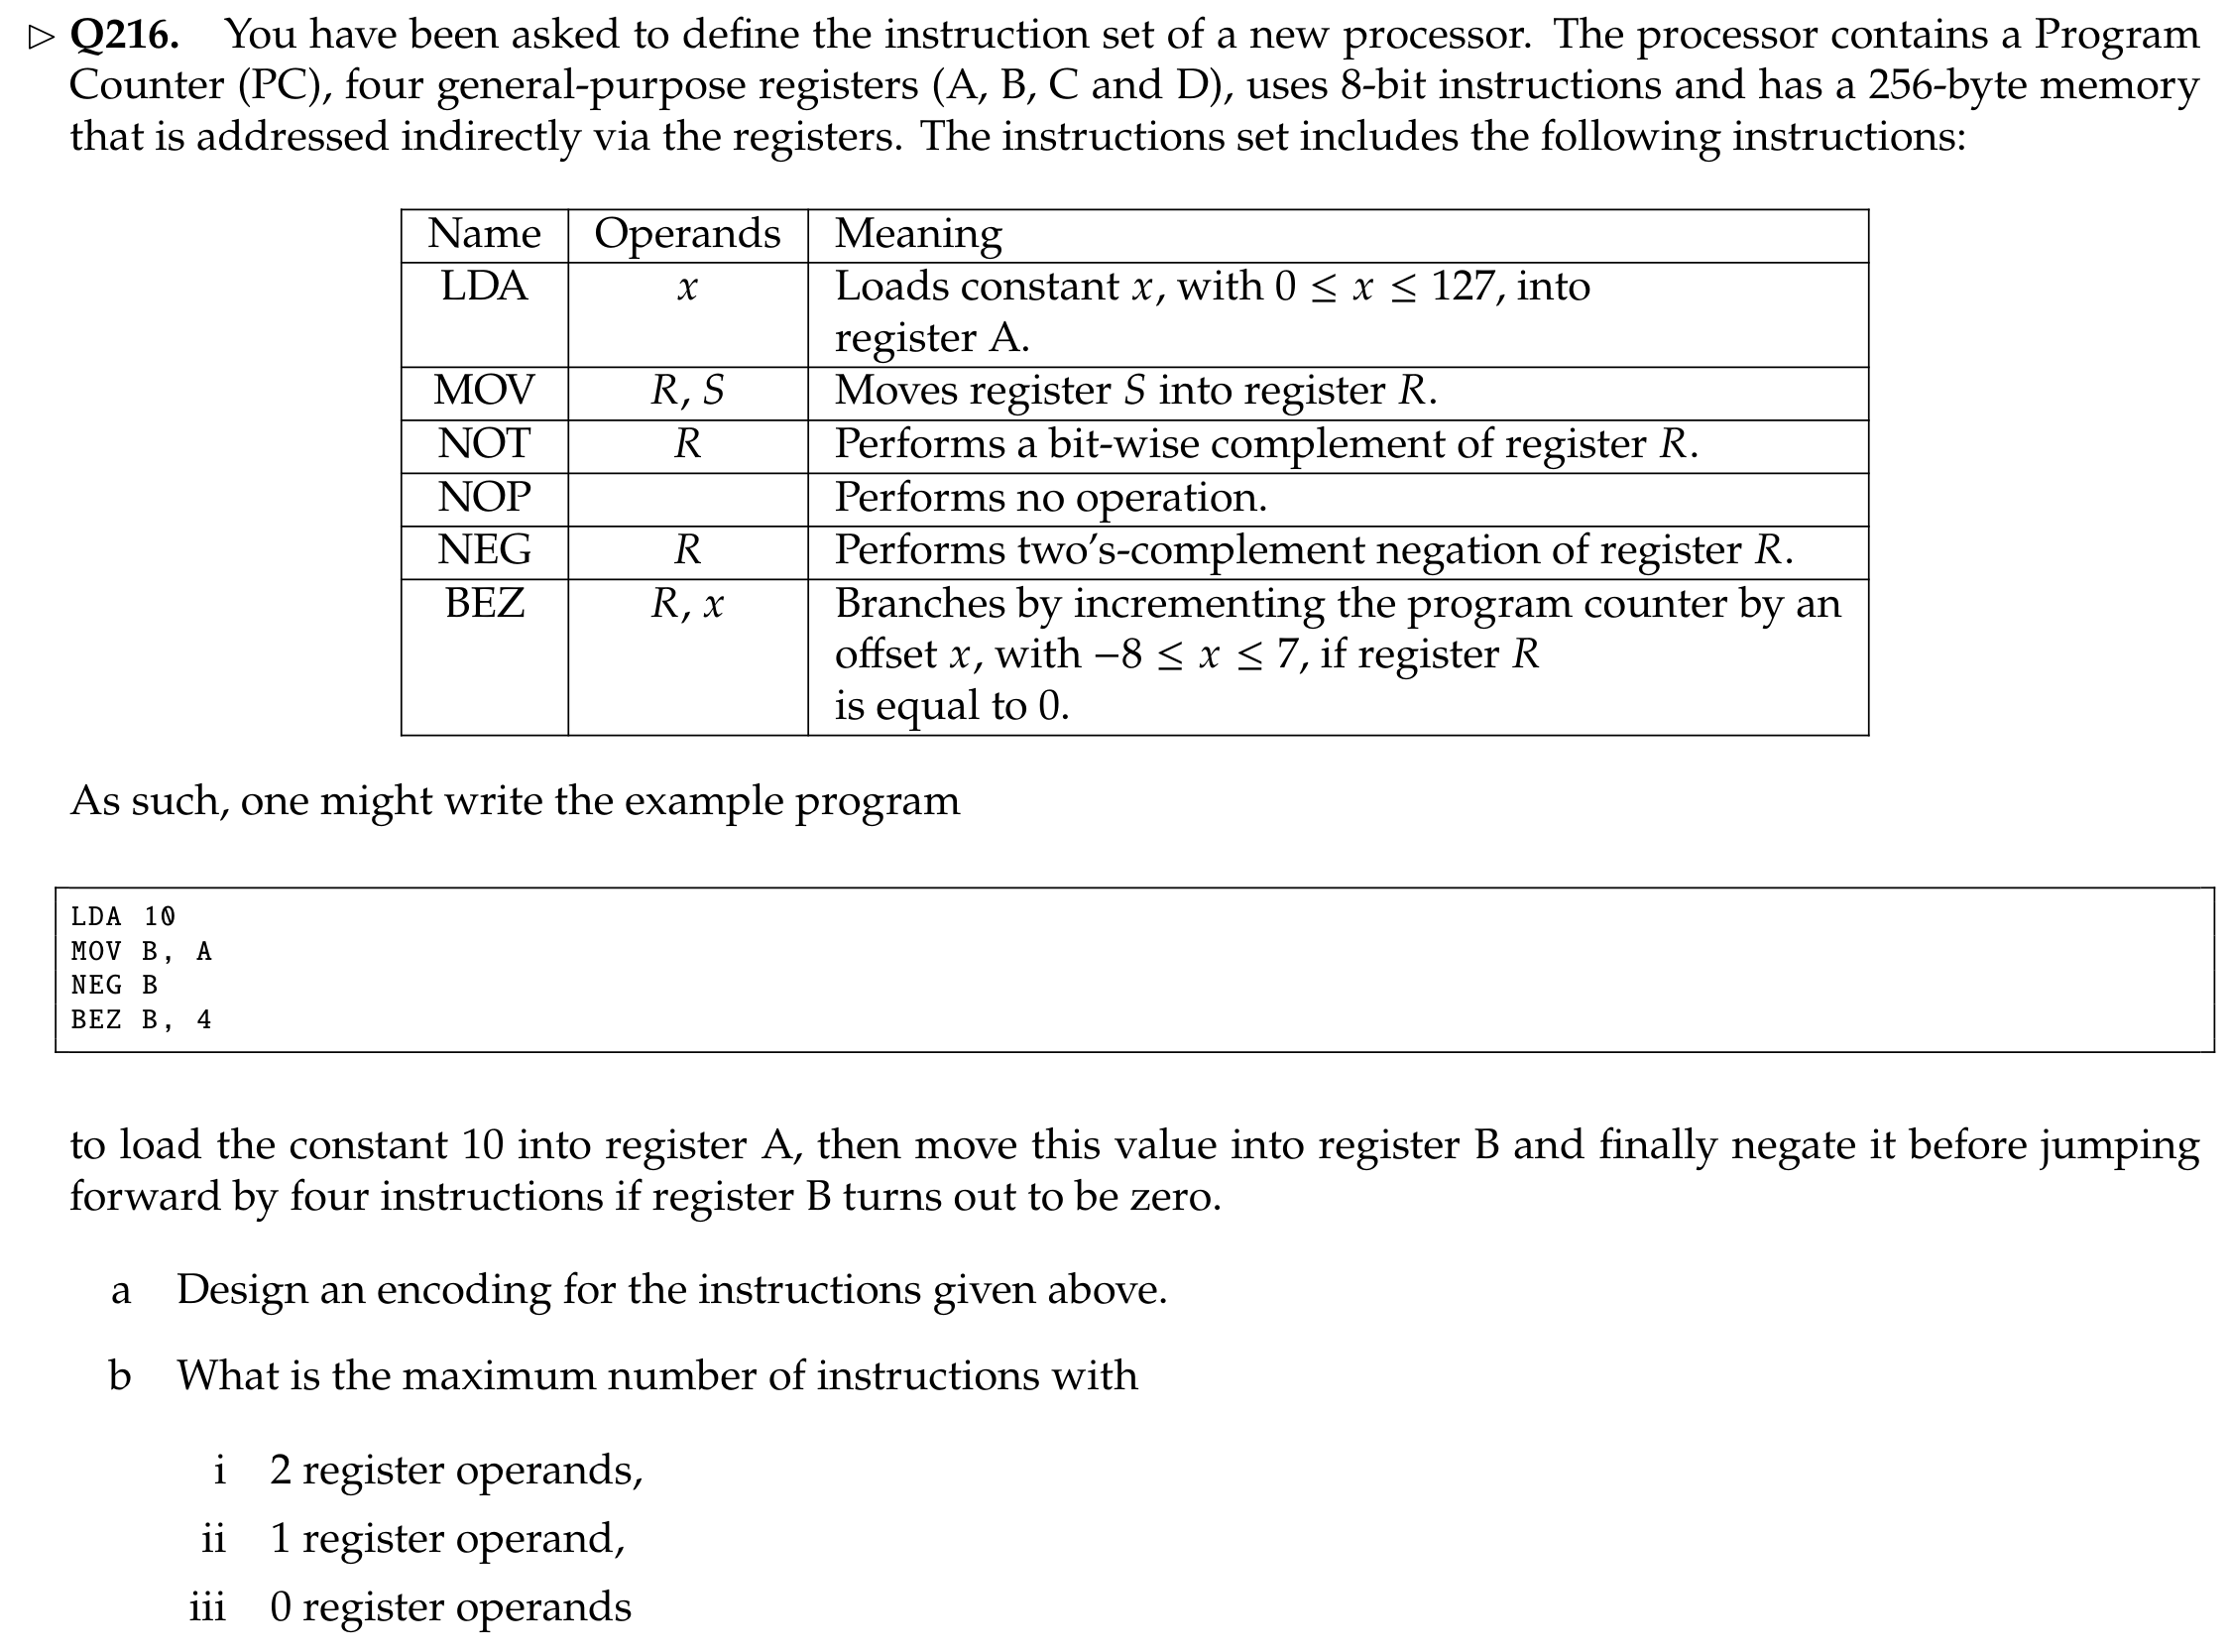 ▷ Q216. You have been asked to define the instruction set of a new processor. The processor contains a Program
Counter (PC), four general-purpose registers (A, B, C and D), uses 8-bit instructions and has a 256-byte memory
that is addressed indirectly via the registers. The instructions set includes the following instructions:
Name Operands Meaning
LDA x Loads constant x, with 0 ≤ x ≤ 127, into
register A.
MOV R, S Moves register S into register R.
NOT R Performs a bit-wise complement of register R.
NOP Performs no operation.
NEG R Performs two’s-complement negation of register R.
BEZ R, x Branches by incrementing the program counter by an
offset x, with −8 ≤ x ≤ 7, if register R
is equal to 0.
As such, one might write the example program
LDA 10
MOV B, A
NEG B
BEZ B, 4
to load the constant 10 into register A, then move this value into register B and finally negate it before jumping
forward by four instructions if register B turns out to be zero.
a Design an encoding for the instructions given above.
b What is the maximum number of instructions with
i 2 register operands,
ii 1 register operand,
iii 0 register operands